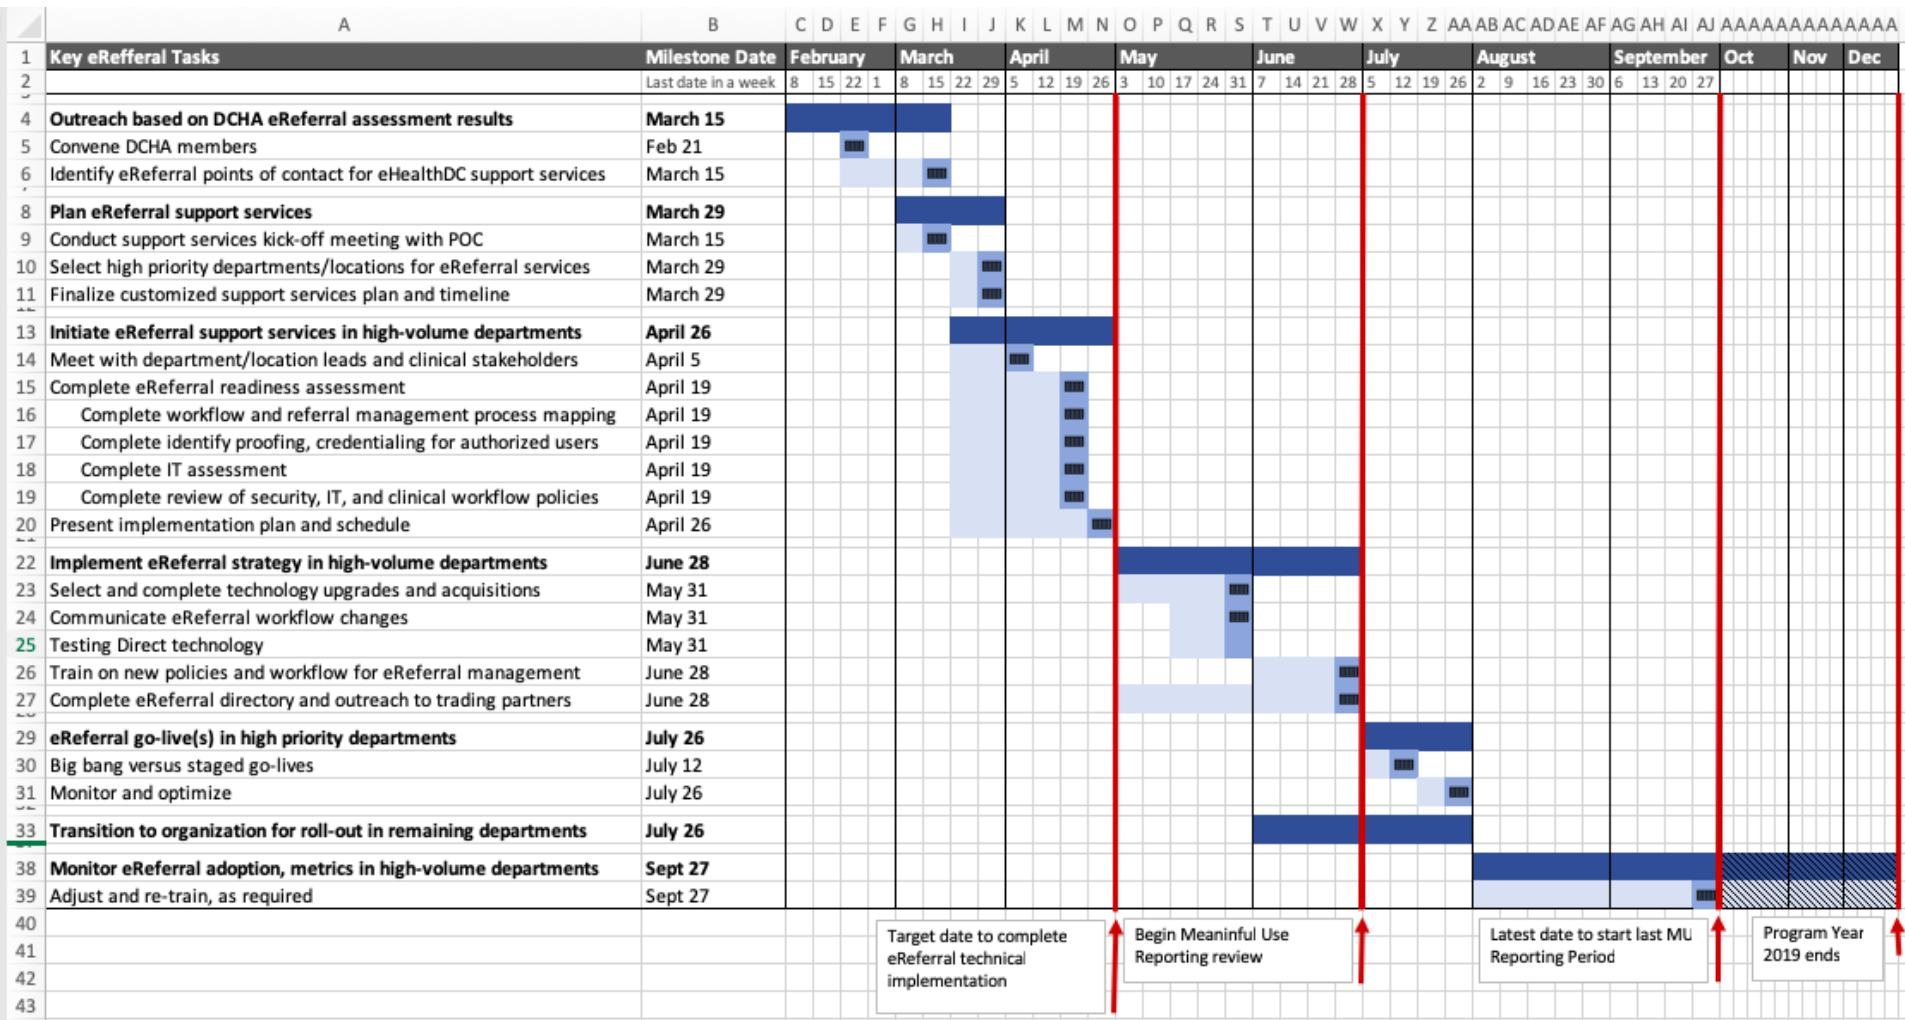 A B C D E F G H I J K L M N O P Q R S T U V W X Y Z AA AB AC AD AE AF AG AH AI AJ AAAAAAAAAAAAA
1 Key eRefferal Tasks Milestone Date February March April May June July August September Oct Nov Dec
2 Last date in a week 8 15 22 1 8 15 22 29 5 12 19 26 3 10 17 24 31 7 14 21 28 5 12 19 26 2 9 16 23 30 6 13 20 27
4 Outreach based on DCHA eReferral assessment results March 15
5 Convene DCHA members Feb 21
6 Identify eReferral points of contact for eHealthDC support services March 15
8 Plan eReferral support services March 29
9 Conduct support services kick-off meeting with POC March 15
10 Select high priority departments/locations for eReferral services March 29
11 Finalize customized support services plan and timeline March 29
13 Initiate eReferral support services in high-volume departments April 26
14 Meet with department/location leads and clinical stakeholders April 5
15 Complete eReferral readiness assessment April 19
16 Complete workflow and referral management process mapping April 19
17 Complete identify proofing, credentialing for authorized users April 19
18 Complete IT assessment April 19
19 Complete review of security, IT, and clinical workflow policies April 19
20 Present implementation plan and schedule April 26
22 Implement eReferral strategy in high-volume departments June 28
23 Select and complete technology upgrades and acquisitions May 31
24 Communicate eReferral workflow changes May 31
25 Testing Direct technology May 31
26 Train on new policies and workflow for eReferral management June 28
27 Complete eReferral directory and outreach to trading partners June 28
29 eReferral go-live(s) in high priority departments July 26
30 Big bang versus staged go-lives July 12
31 Monitor and optimize July 26
33 Transition to organization for roll-out in remaining departments July 26
38 Monitor eReferral adoption, metrics in high-volume departments Sept 27
39 Adjust and re-train, as required Sept 27
40
41
42
43
Target date to complete
eReferral technical
implementation
Begin Meaninful Use
Reporting review
Latest date to start last MU
Reporting Period
Program Year
2019 ends